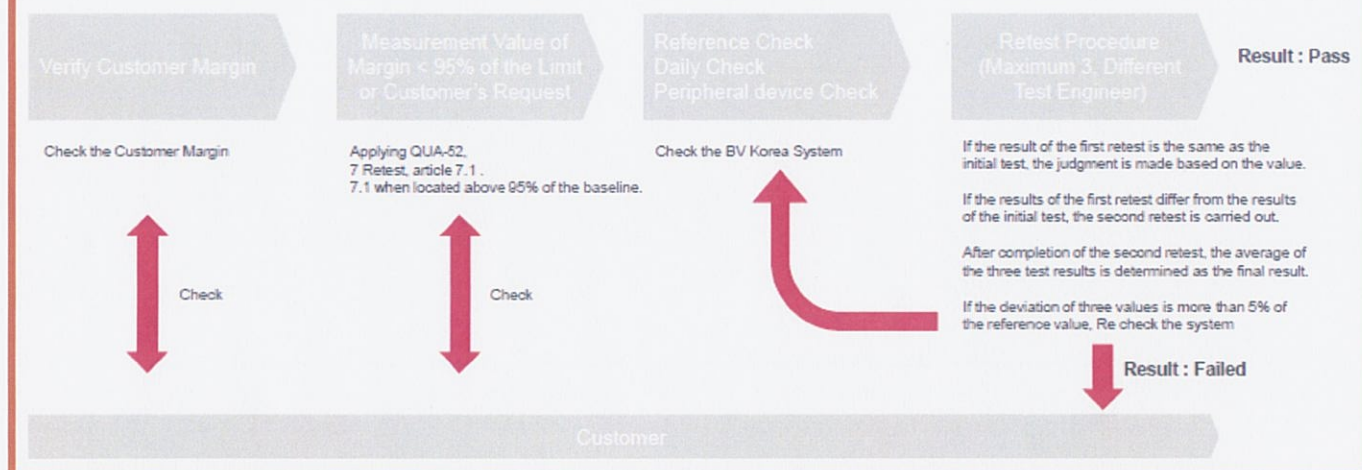 Verify Customer Margin
Measurement Value of
Margin < 95% of the Limit
or Customer's Request
Reference Check
Daily Check
Peripheral device Check
Retest Procedure
(Maximum 3, Different
Test Engineer)
Result : Pass
Check the Customer Margin
Applying QUA-52,
7 Retest, article 7.1 .
7.1 when located above 95% of the baseline.
Check the BV Korea System
If the result of the first retest is the same as the
initial test, the judgment is made based on the value.
If the results of the first retest differ from the results
of the initial test, the second retest is carried out.
After completion of the second retest, the average of
the three test results is determined as the final result.
If the deviation of three values is more than 5% of
the reference value, Re check the system
Check
Check
Result : Failed
Customer